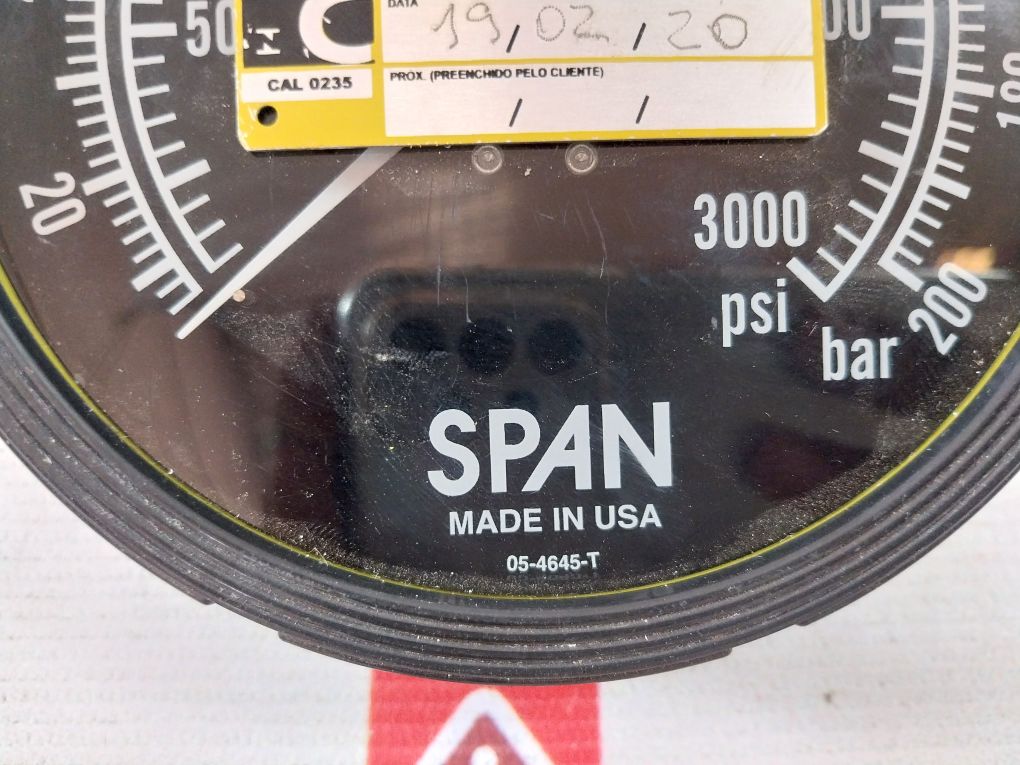 DATA
19/02/20
CAL 0235
PROX. (PREENCHIDO PELO CLIENTE)
/ /
20
180
3000
psi
bar
200
SPAN
MADE IN USA
05-4645-T